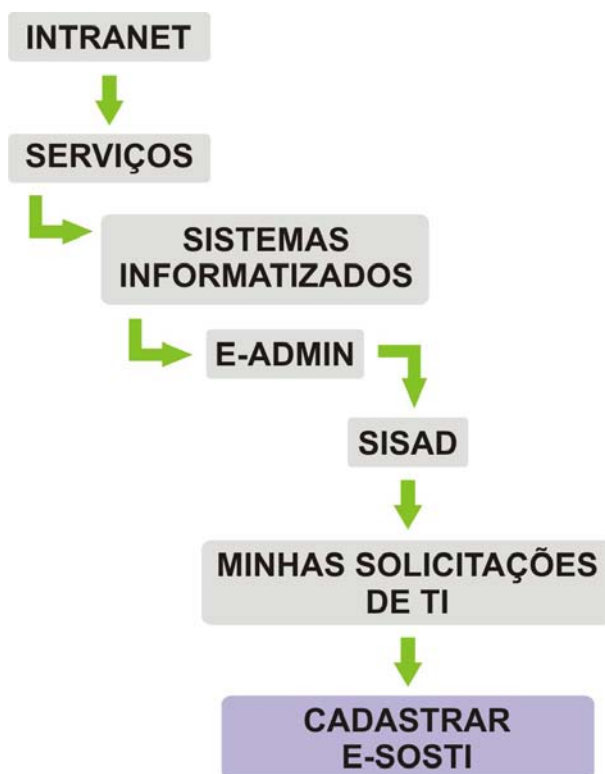 INTRANET
SERVIÇOS
SISTEMAS
INFORMATIZADOS
E-ADMIN
SISAD
MINHAS SOLICITAÇÕES
DE TI
CADASTRAR
E-SOSTI